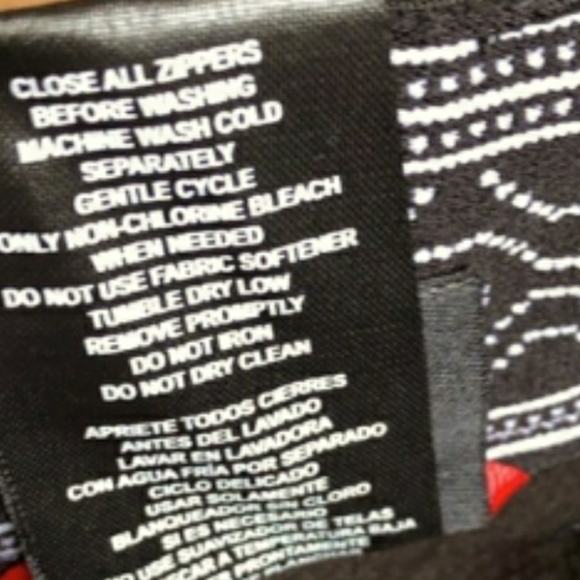 CLOSE ALL ZIPPERS
BEFORE WASHING
MACHINE WASH COLD
SEPARATELY
GENTLE CYCLE
ONLY NON-CHLORINE BLEACH
WHEN NEEDED
DO NOT USE FABRIC SOFTENER
TUMBLE DRY LOW
REMOVE PROMPTLY
DO NOT IRON
DO NOT DRY CLEAN
APRIETE TODOS CIERRES
ANTES DEL LAVADO
LAVAR EN LAVADORA
CON AGUA FRÍA POR SEPARADO
CICLO DELICADO
USAR SOLAMENTE
BLANQUEADOR SIN CLORO
SI ES NECESARIO
USE SUAVIZADOR DE TELAS
A TEMPERATURA BAJA
PRONTAMENTE